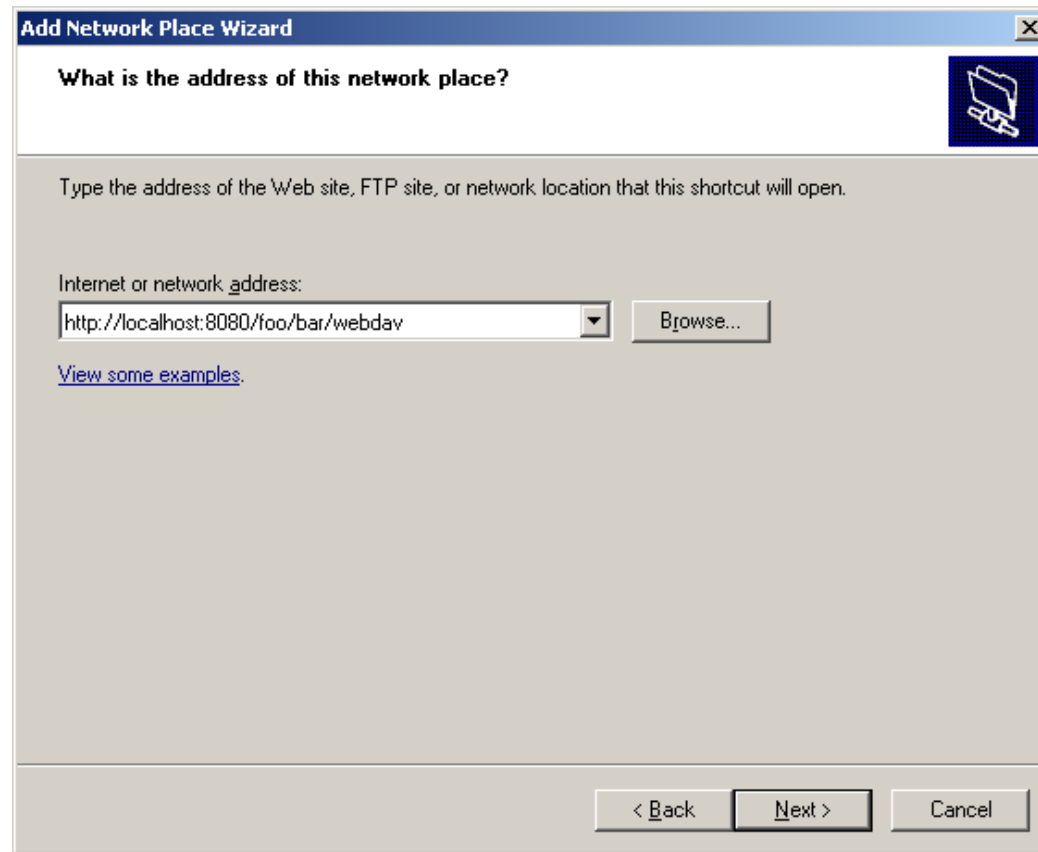 Add Network Place Wizard
What is the address of this network place?
Type the address of the Web site, FTP site, or network location that this shortcut will open.
Internet or network address:
http://localhost:8080/foo/bar/webdav
Browse...
View some examples.
< Back Next > Cancel